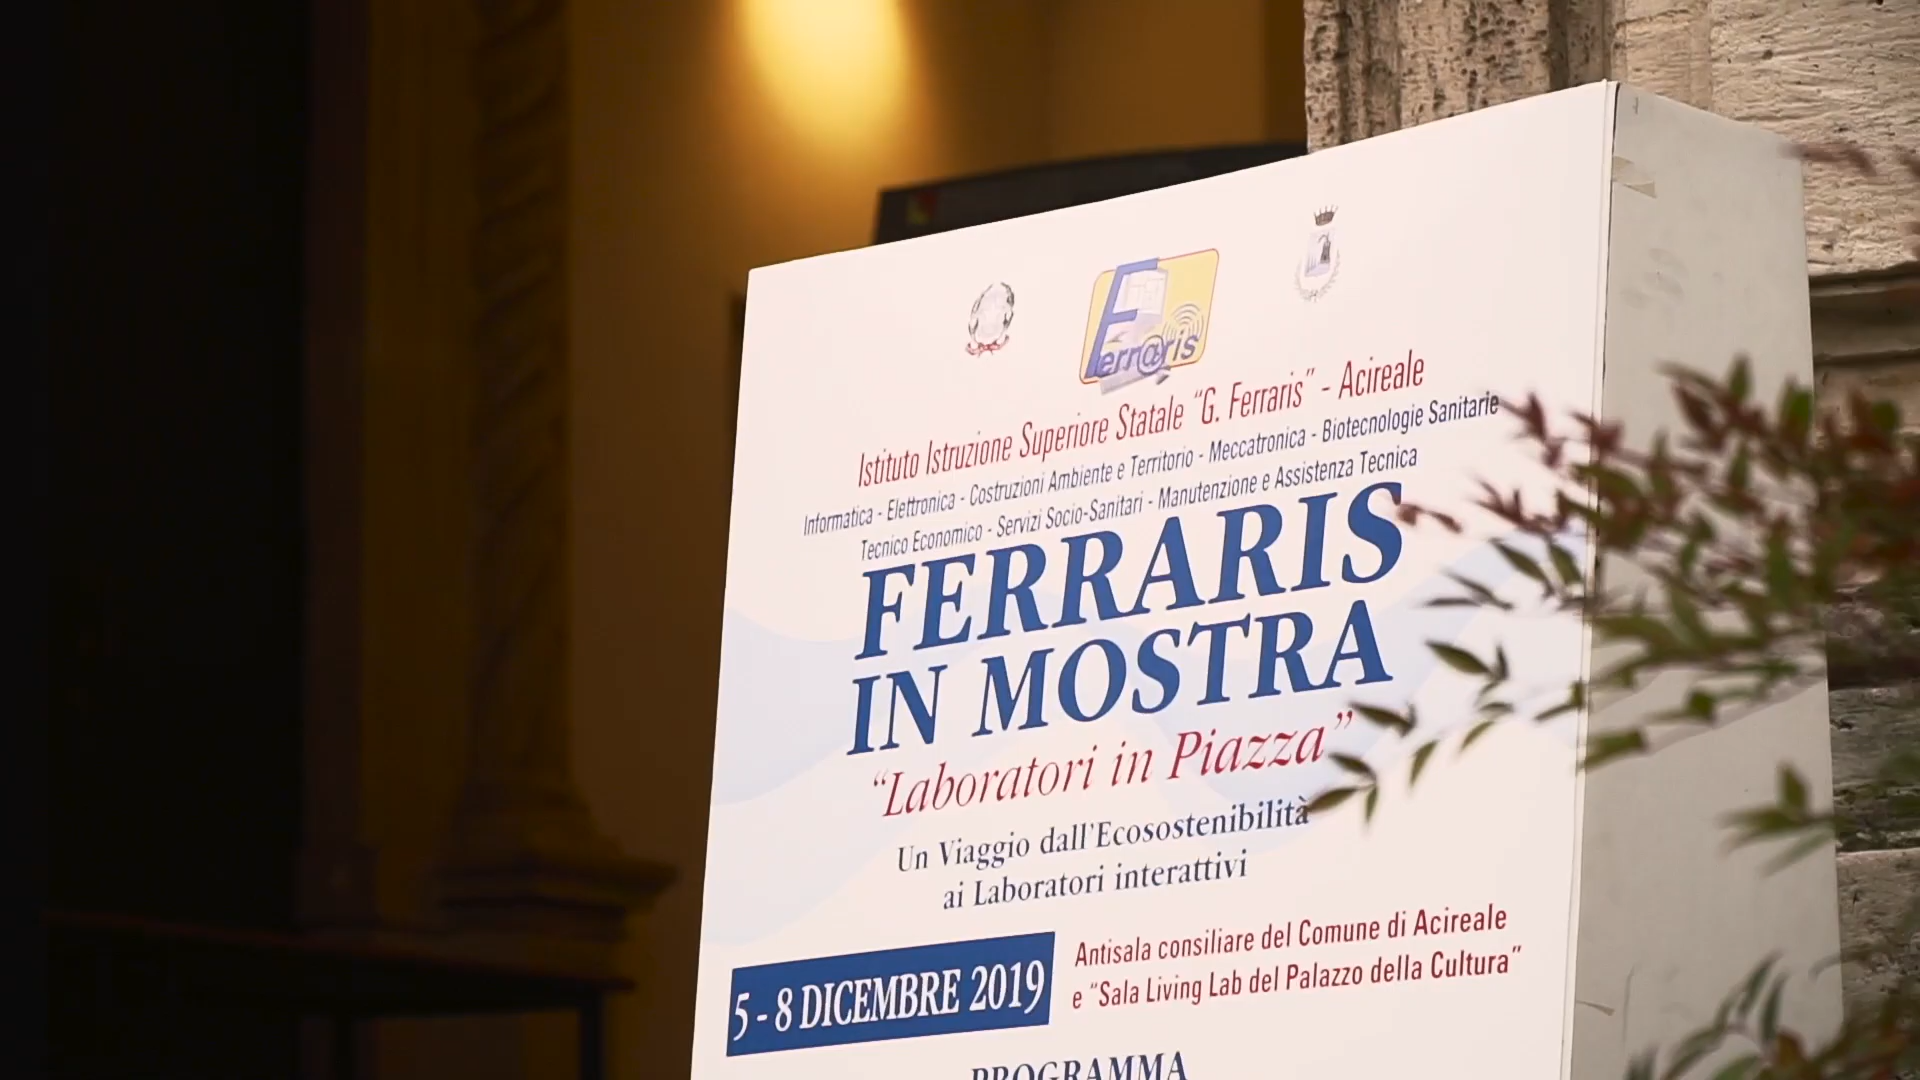 Ferr@ris
Istituto Istruzione Superiore Statale “G. Ferraris” - Acireale
Informatica - Elettronica - Costruzioni Ambiente e Territorio - Meccatronica - Biotecnologie Sanitarie
Tecnico Economico - Servizi Socio-Sanitari - Manutenzione e Assistenza Tecnica
FERRARIS
IN MOSTRA
“Laboratori in Piazza”
Un Viaggio dall'Ecosostenibilità
ai Laboratori interattivi
5 - 8 DICEMBRE 2019
Antisala consiliare del Comune di Acireale
e “Sala Living Lab del Palazzo della Cultura”
PROGRAMMA